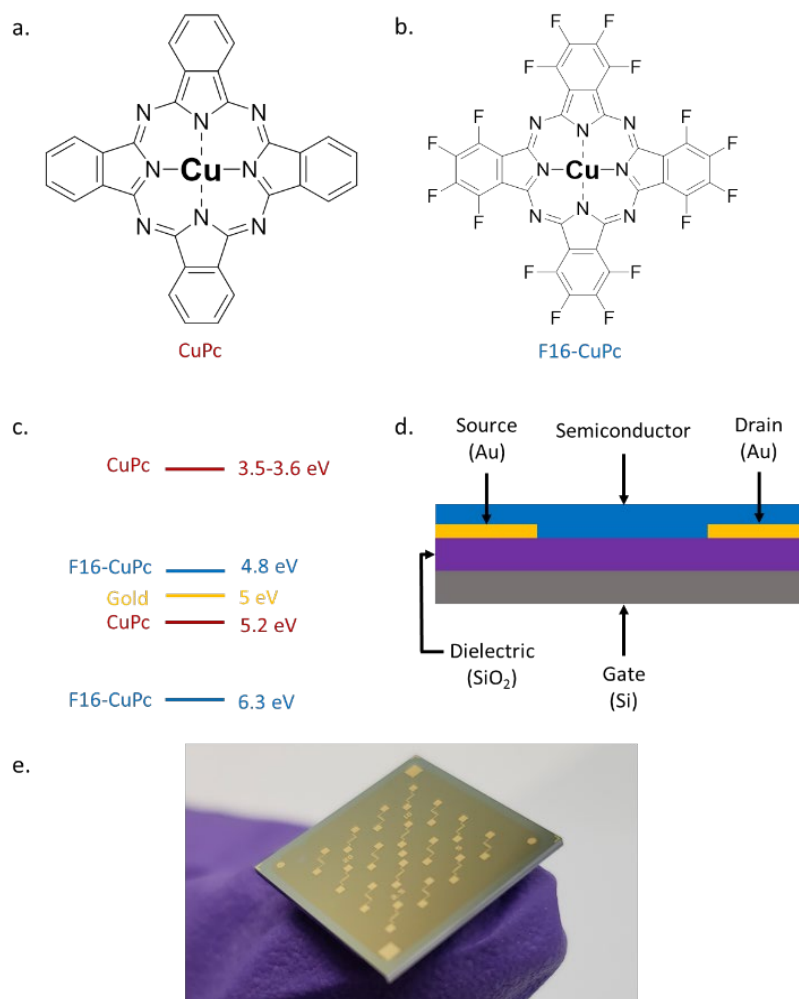 a.
b.
N
N
N
N
Cu
N
N
N
N
CuPc
F
F
F
F
N
N
N
F
F
F
F
N
Cu
N
F
F
F
F
N
N
N
F
F
F
F
F16-CuPc
c.
CuPc
3.5-3.6 eV
F16-CuPc
4.8 eV
Gold
5 eV
CuPc
5.2 eV
F16-CuPc
6.3 eV
d.
Source
(Au)
Semiconductor
Drain
(Au)
Dielectric
(SiO₂)
Gate
(Si)
e.